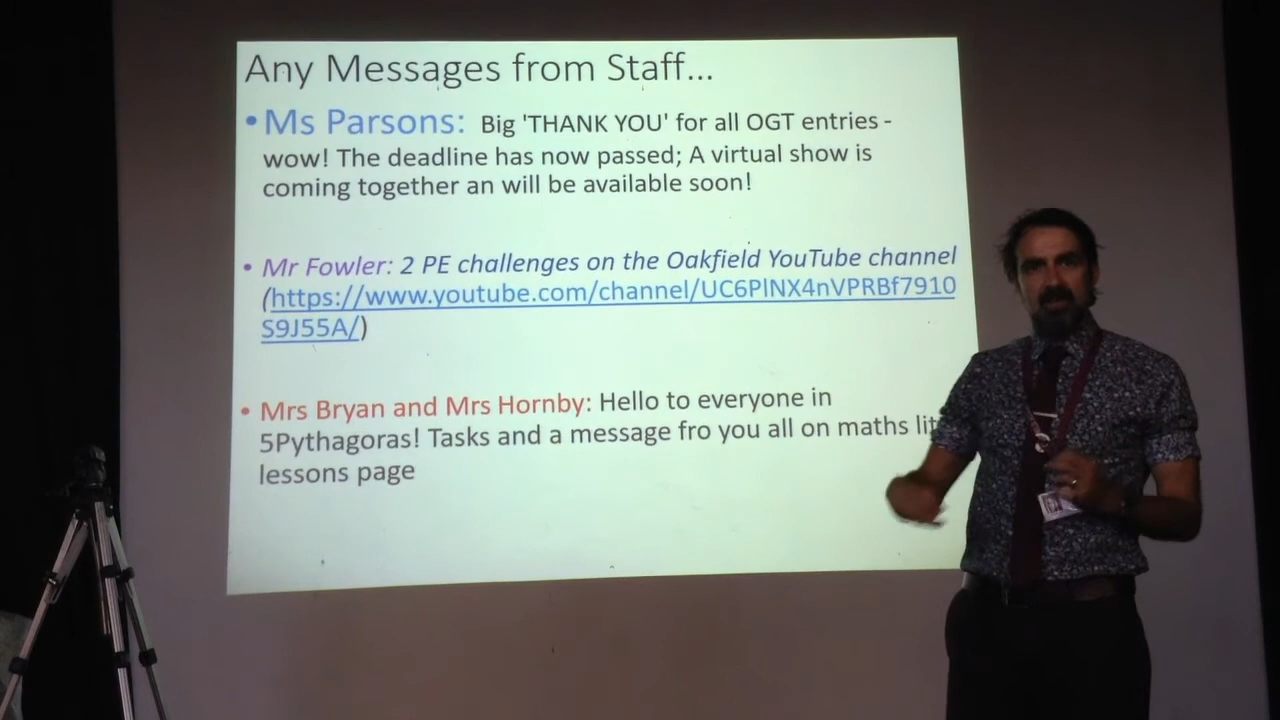 Any Messages from Staff...
• Ms Parsons: Big 'THANK YOU' for all OGT entries -
wow! The deadline has now passed; A virtual show is
coming together an will be available soon!
• Mr Fowler: 2 PE challenges on the Oakfield YouTube channel
(https://www.youtube.com/channel/UC6PlNX4nVPRBf7910
S9J55A/)
• Mrs Bryan and Mrs Hornby: Hello to everyone in
5Pythagoras! Tasks and a message fro you all on maths lit
lessons page